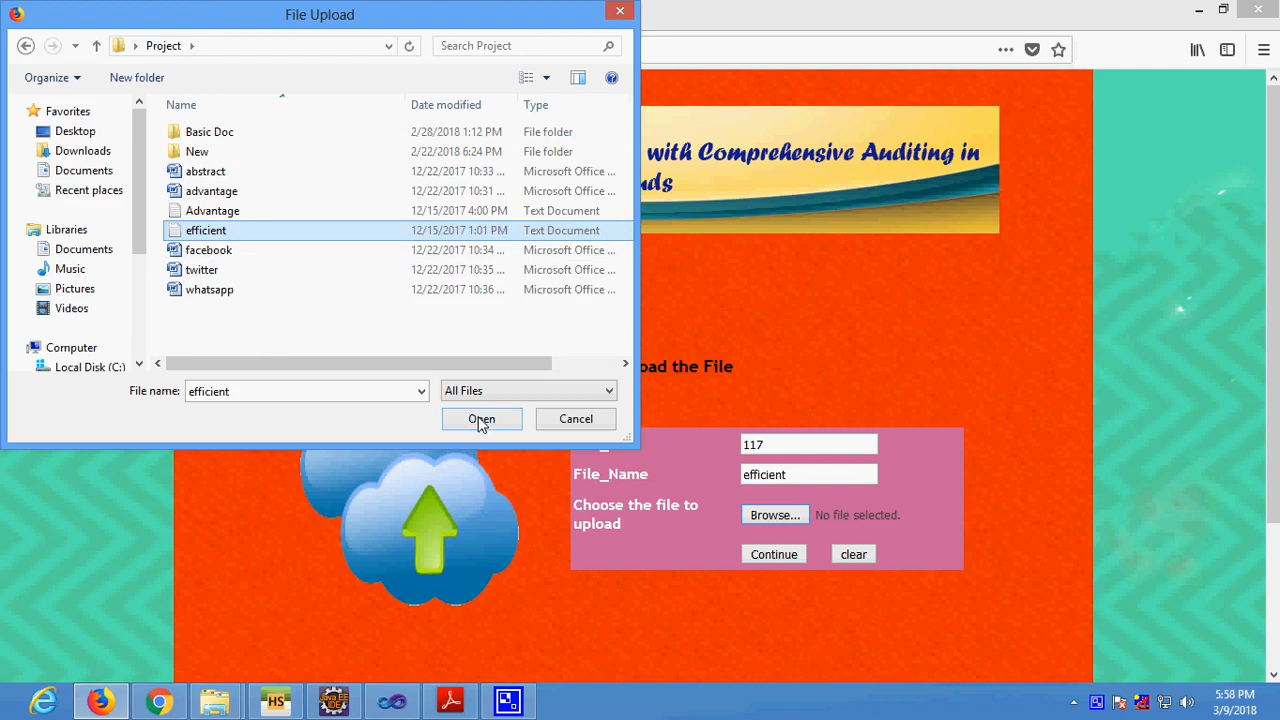 File Upload
Project
Search Project
Organize
New folder
Name
Date modified
Type
Favorites
Desktop
Downloads
Documents
Recent places
Libraries
Documents
Music
Pictures
Videos
Computer
Local Disk (C:)
Basic Doc 2/28/2018 1:12 PM File folder
New 2/22/2018 6:24 PM File folder
abstract 12/22/2017 10:33 ... Microsoft Office ...
advantage 12/22/2017 10:31 ... Microsoft Office ...
Advantage 12/15/2017 4:00 PM Text Document
efficient 12/15/2017 1:01 PM Text Document
facebook 12/22/2017 10:34 ... Microsoft Office ...
twitter 12/22/2017 10:35 ... Microsoft Office ...
whatsapp 12/22/2017 10:36 ... Microsoft Office ...
File name: efficient
All Files
Open
Cancel
with Comprehensive Auditing in
the File
117
File_Name efficient
Choose the file to
upload
Browse... No file selected.
Continue clear
HS
Java EE
IDE
5:58 PM
3/9/2018